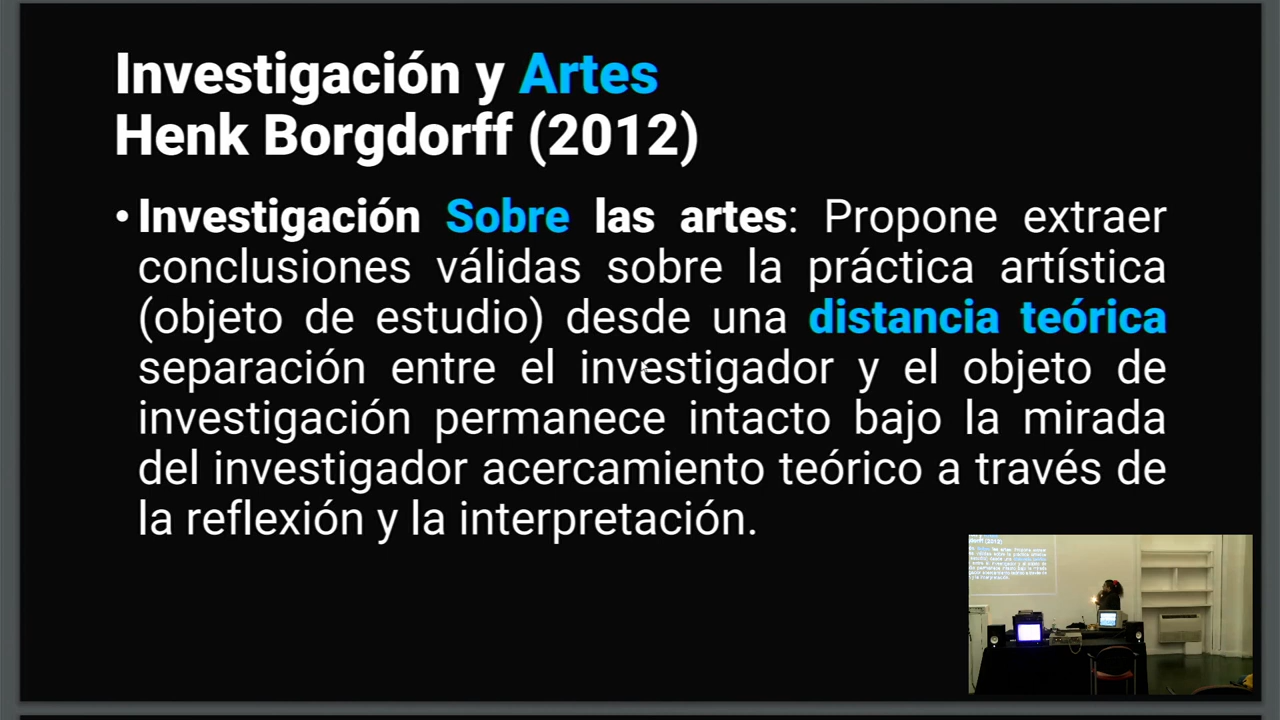 Investigación y Artes
Henk Borgdorff (2012)
• Investigación Sobre las artes: Propone extraer
conclusiones válidas sobre la práctica artística
(objeto de estudio) desde una distancia teórica
separación entre el investigador y el objeto de
investigación permanece intacto bajo la mirada
del investigador acercamiento teórico a través de
la reflexión y la interpretación.